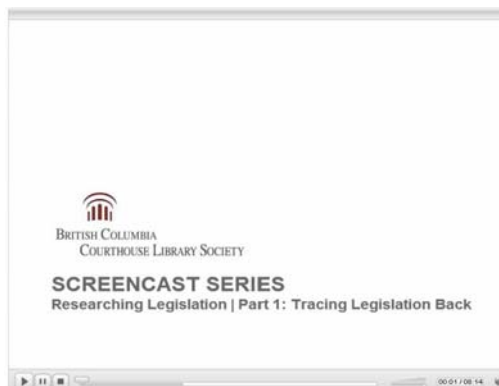 BRITISH COLUMBIA
COURTHOUSE LIBRARY SOCIETY
SCREENCAST SERIES
Researching Legislation | Part 1: Tracing Legislation Back
00:01 / 08:14